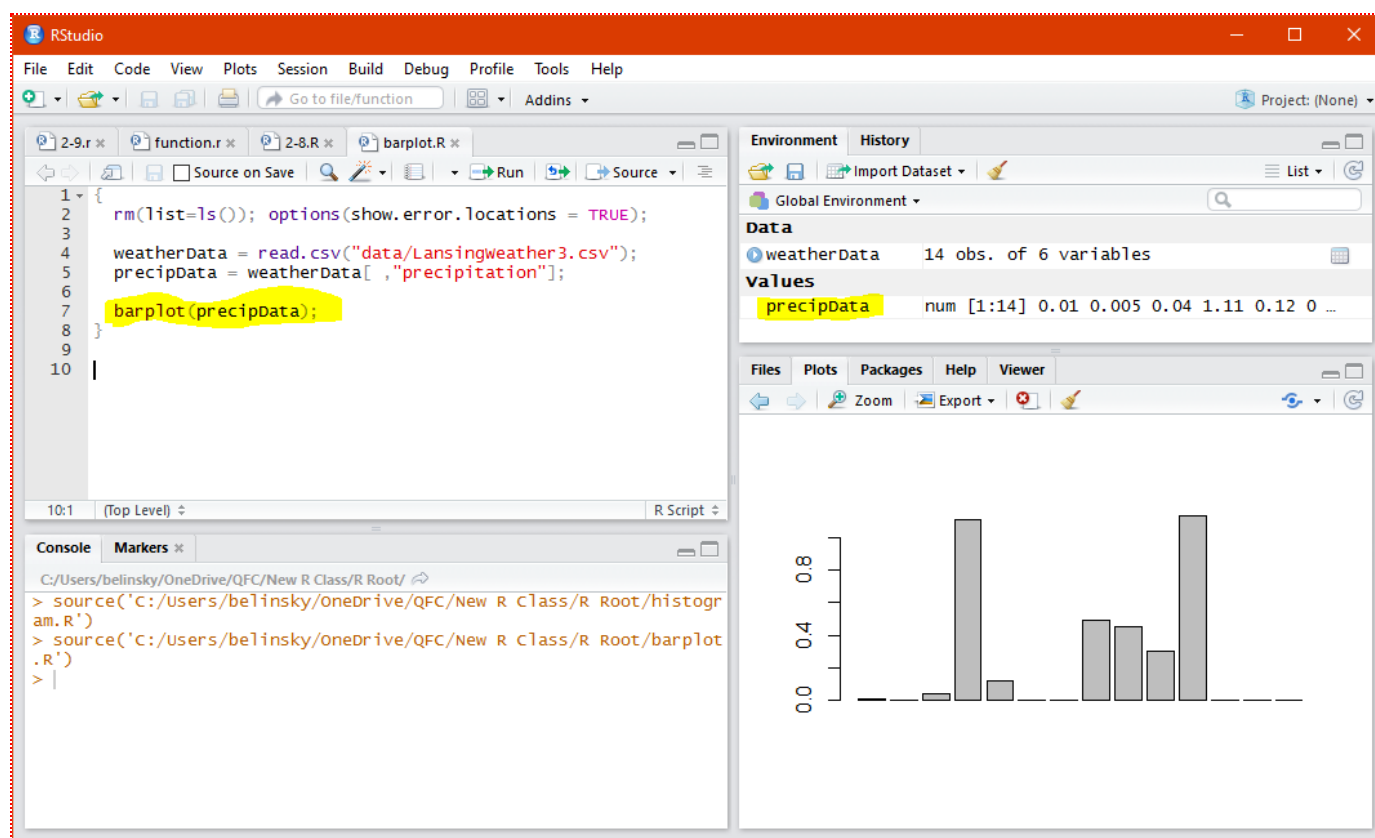 RStudio
File Edit Code View Plots Session Build Debug Profile Tools Help
Go to file/function Addins Project: (None)
2-9.r function.r 2-8.R barplot.R
Source on Save Run Source
1 {
2 rm(list=ls()); options(show.error.locations = TRUE);
3
4 weatherData = read.csv("data/LansingWeather3.csv");
5 precipData = weatherData[ ,"precipitation"];
6
7 barplot(precipData);
8 }
9
10
10:1 (Top Level) R Script
Console Markers
C:/Users/belinsky/OneDrive/QFC/New R Class/R Root/
> source('C:/Users/belinsky/OneDrive/QFC/New R Class/R Root/histogr
am.R')
> source('C:/Users/belinsky/OneDrive/QFC/New R Class/R Root/barplot
.R')
>
Environment History
Import Dataset List
Global Environment
Data
weatherData 14 obs. of 6 variables
Values
precipData num [1:14] 0.01 0.005 0.04 1.11 0.12 0 …
Files Plots Packages Help Viewer
Zoom Export
0.8
0.4
0.0